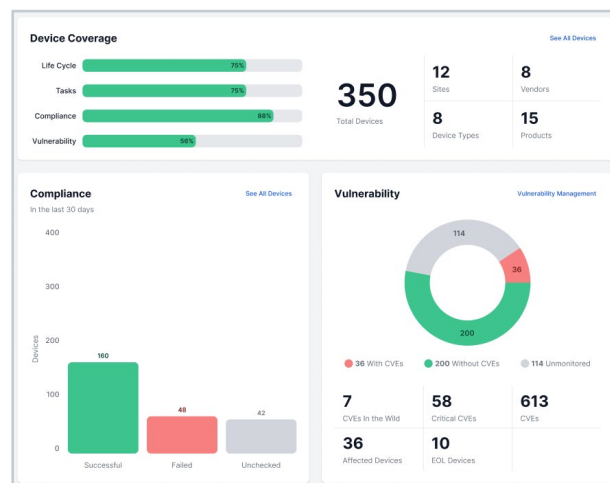 Device Coverage
See All Devices
Life Cycle
75%
Tasks
75%
Compliance
88%
Vulnerability
56%
350
Total Devices
12
Sites
8
Vendors
8
Device Types
15
Products
Compliance
See All Devices
In the last 30 days
400
300
200
100
0
Devices
160
48
42
Successful
Failed
Unchecked
Vulnerability
Vulnerability Management
114
36
200
36 With CVEs
200 Without CVEs
114 Unmonitored
7
CVEs In the Wild
58
Critical CVEs
613
CVEs
36
Affected Devices
10
EOL Devices